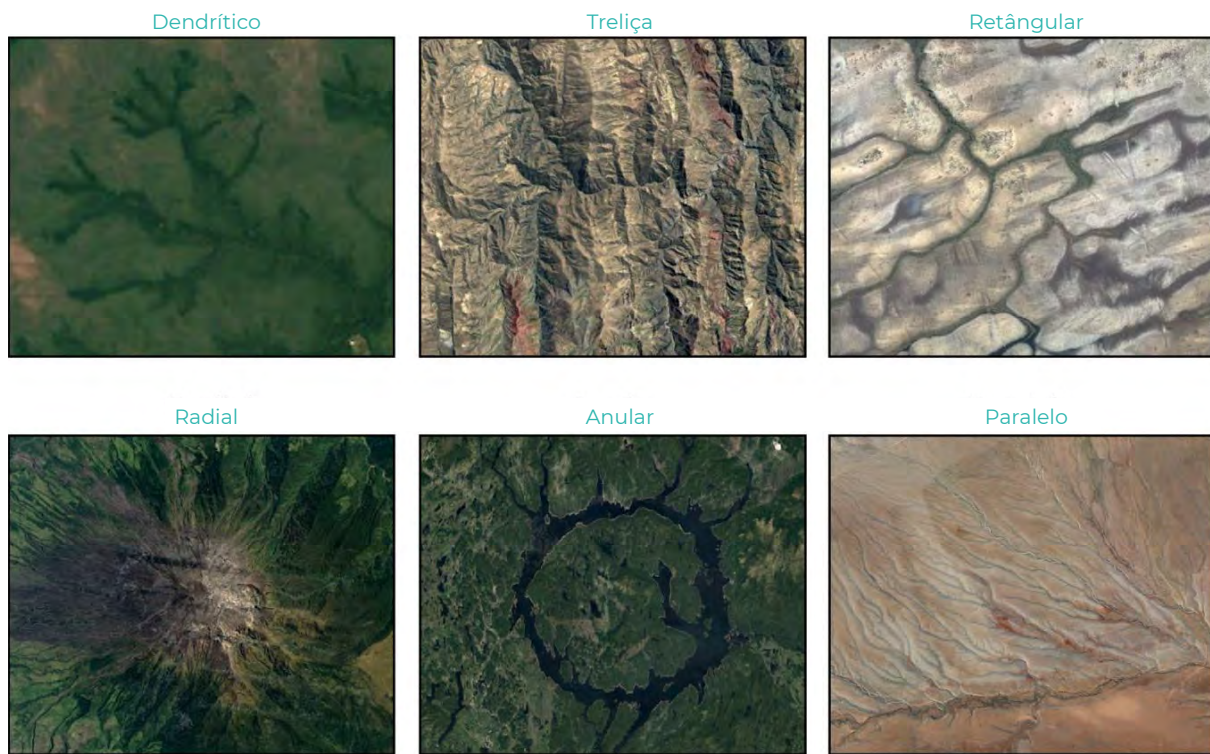 Dendrítico
Treliça
Retângular
Radial
Anular
Paralelo